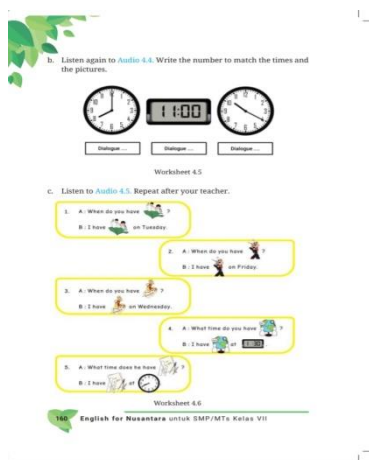 b. Listen again to Audio 4.4. Write the number to match the times and
the pictures.
11:00
Dialogue ...
Dialogue ...
Dialogue ...
Worksheet 4.5
c. Listen to Audio 4.5. Repeat after your teacher.
1. A : When do you have ?
B : I have on Tuesday.
2. A : When do you have ?
B : I have on Friday.
3. A : When do you have ?
B : I have on Wednesday.
4. A : What time do you have ?
B : I have at
5. A : What time does he have ?
B : I have at
Worksheet 4.6
160 English for Nusantara untuk SMP/MTs Kelas VII